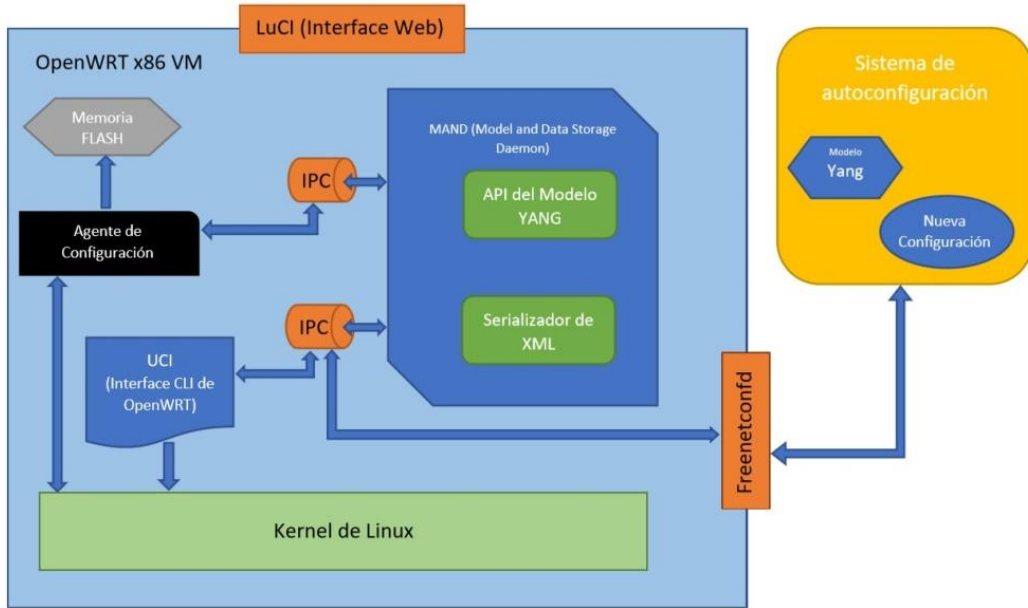 LuCI (Interface Web)
OpenWRT x86 VM
Memoria
FLASH
Agente de
Configuración
IPC
MAND (Model and Data Storage
Daemon)
API del Modelo
YANG
Serializador de
XML
IPC
UCI
(Interface CLI de
OpenWRT)
Kernel de Linux
Freenetconfd
Sistema de
autoconfiguración
Modelo
Yang
Nueva
Configuración